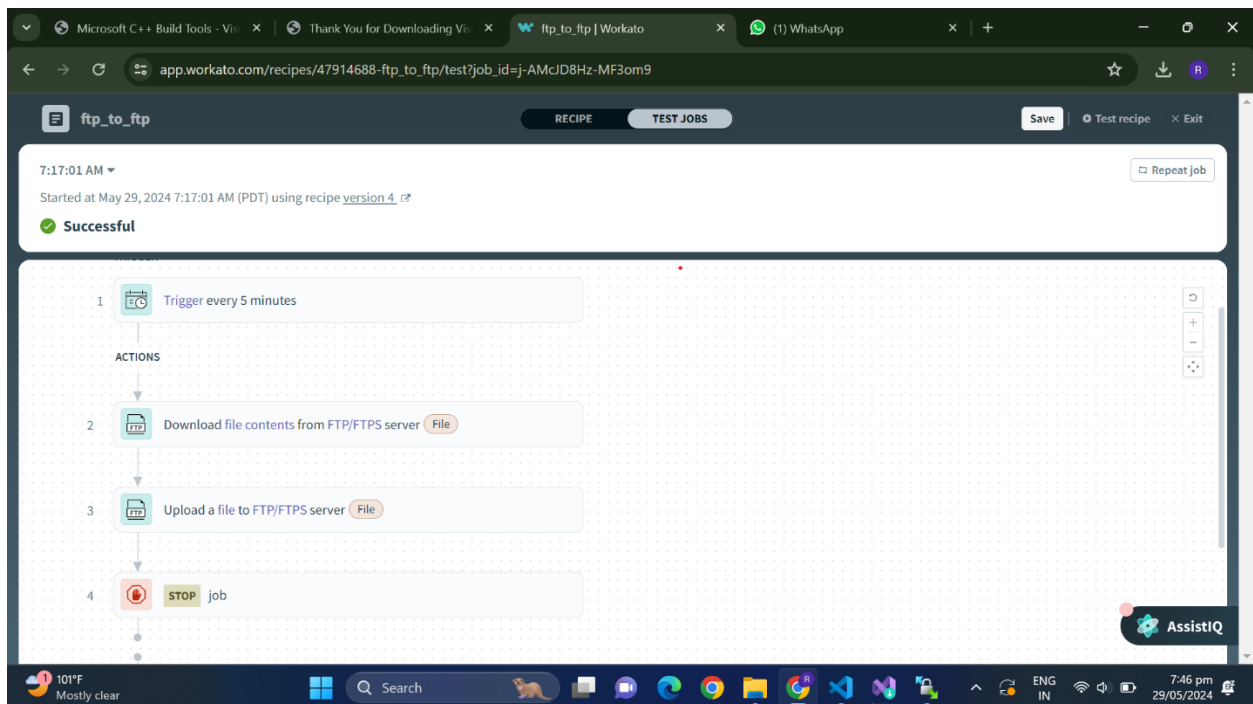 Microsoft C++ Build Tools - Vis
Thank You for Downloading Vis
ftp_to_ftp | Workato
(1) WhatsApp
app.workato.com/recipes/47914688-ftp_to_ftp/test?job_id=j-AMcJD8Hz-MF3om9
R
ftp_to_ftp
RECIPE
TEST JOBS
Save
Test recipe
Exit
7:17:01 AM
Repeat job
Started at May 29, 2024 7:17:01 AM (PDT) using recipe version 4
Successful
TRIGGER
1 Trigger every 5 minutes
ACTIONS
2 FTP Download file contents from FTP/FTPS server File
3 FTP Upload a file to FTP/FTPS server File
4 STOP job
AssistIQ
1
101°F
Mostly clear
Search
R
ENG
IN
7:46 pm
29/05/2024